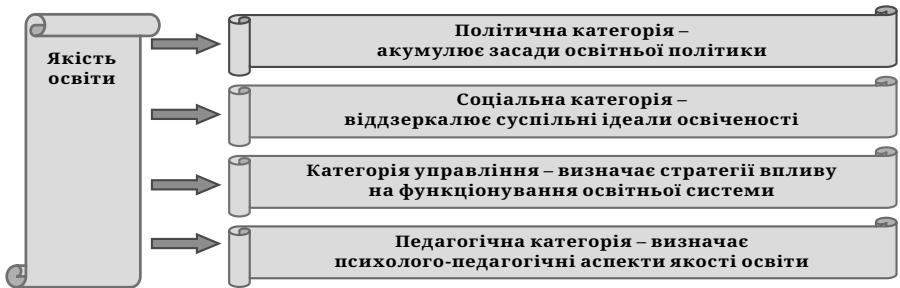 Якість
освіти
Політична категорія –
акумулює засади освітньої політики
Соціальна категорія –
віддзеркалює суспільні ідеали освіченості
Категорія управління – визначає стратегії впливу
на функціонування освітньої системи
Педагогічна категорія – визначає
психолого-педагогічні аспекти якості освіти